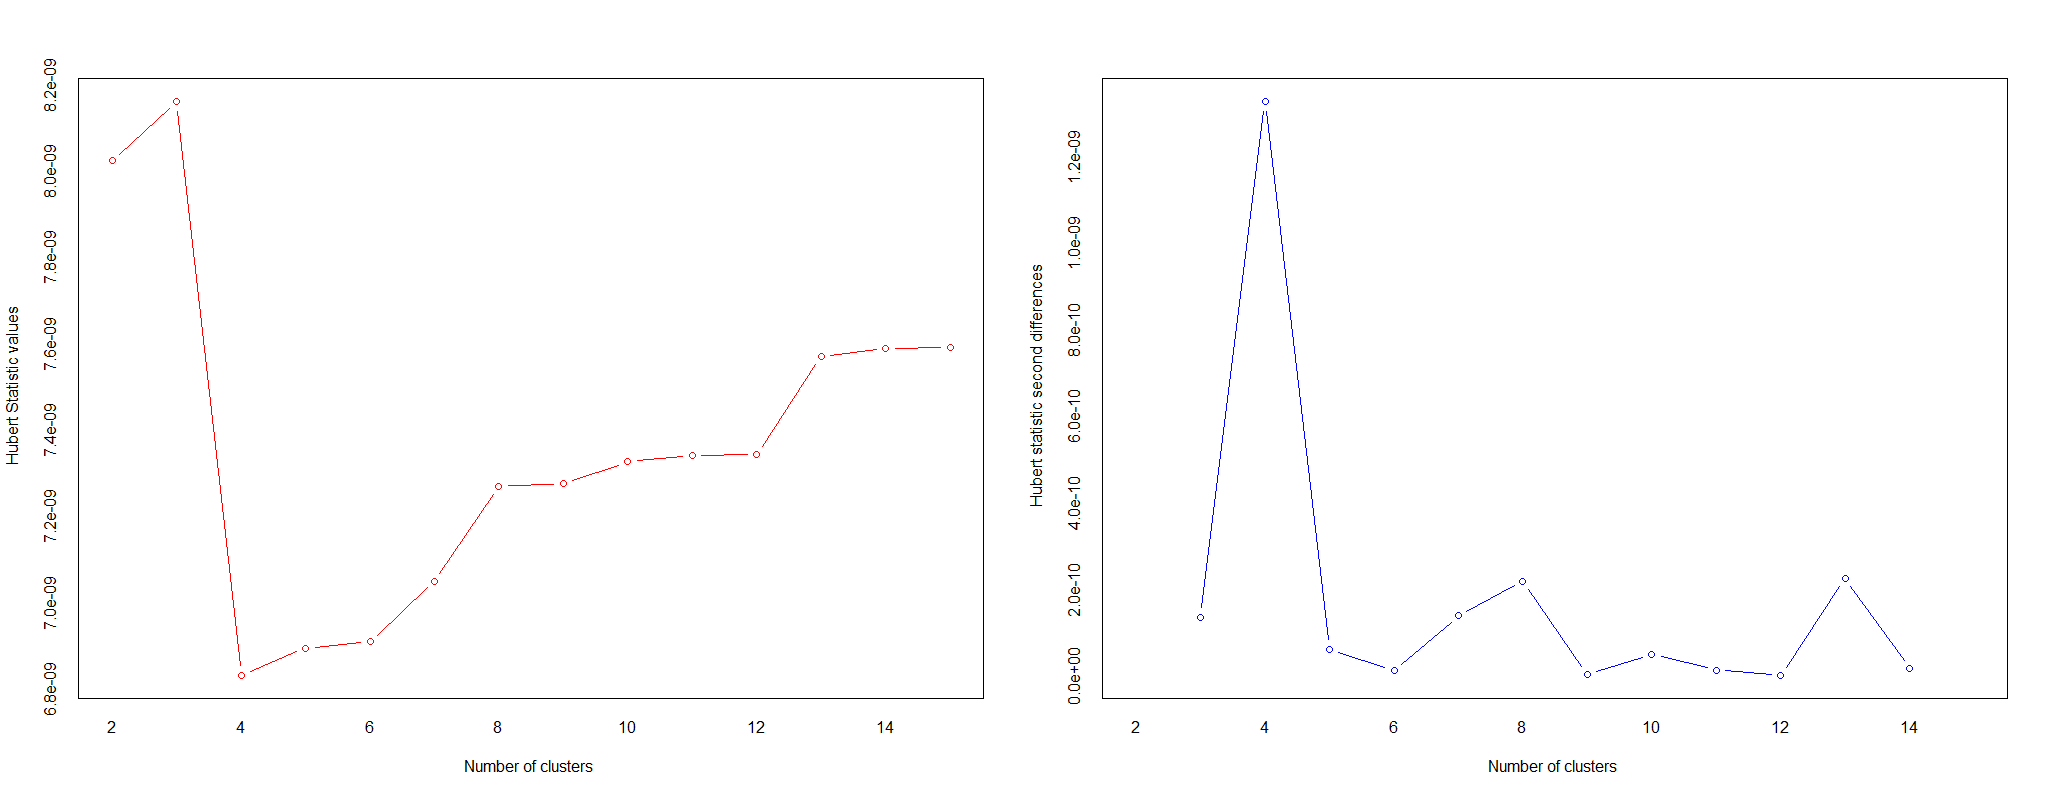 Hubert Statistic values
8.2e-09
8.0e-09
7.8e-09
7.6e-09
7.4e-09
7.2e-09
7.0e-09
6.8e-09
2 4 6 8 10 12 14
Number of clusters
Hubert statistic second differences
1.2e-09
1.0e-09
8.0e-10
6.0e-10
4.0e-10
2.0e-10
0.0e+00
2 4 6 8 10 12 14
Number of clusters